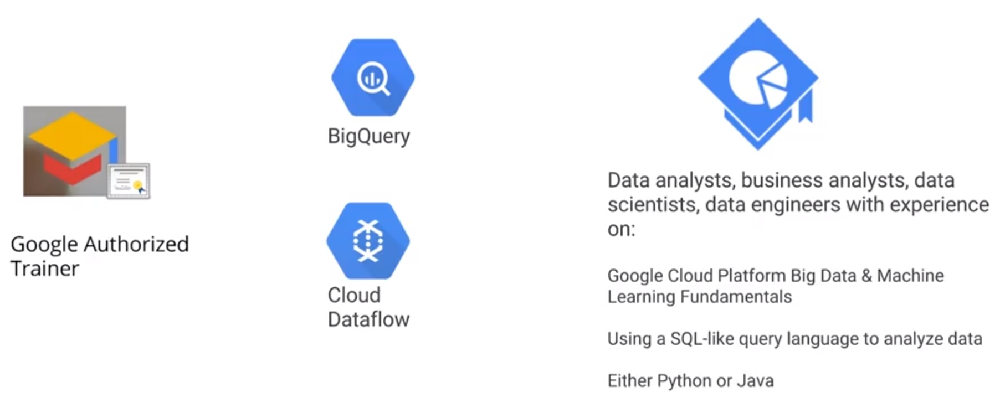 Google Authorized
Trainer
BigQuery
Cloud
Dataflow
Data analysts, business analysts, data
scientists, data engineers with experience
on:
Google Cloud Platform Big Data & Machine
Learning Fundamentals
Using a SQL-like query language to analyze data
Either Python or Java